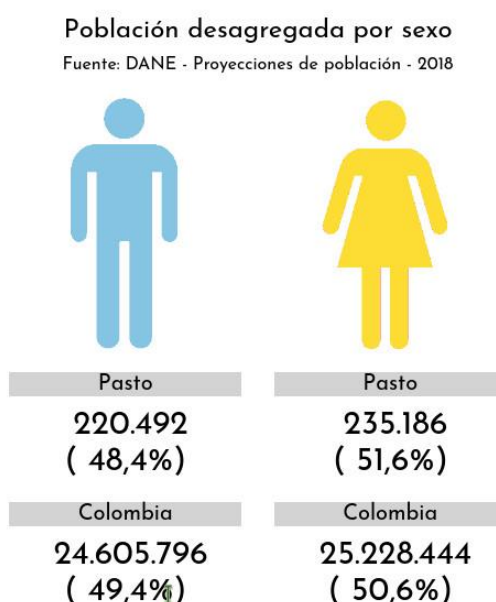 Población desagregada por sexo
Fuente: DANE - Proyecciones de población - 2018
Pasto
220.492
( 48,4%)
Pasto
235.186
( 51,6%)
Colombia
24.605.796
( 49,4%)
Colombia
25.228.444
( 50,6%)